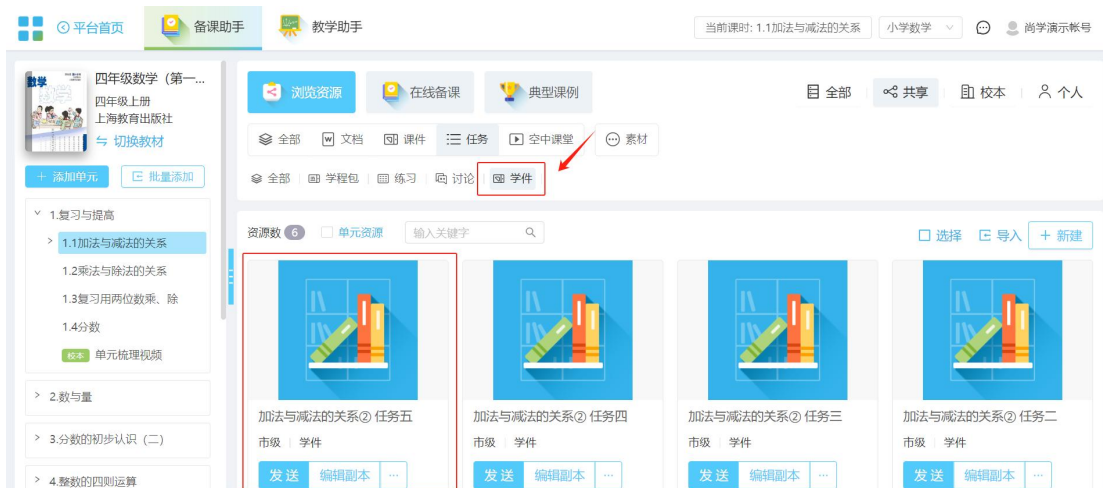 平台首页 备课助手 教学助手 当前课时: 1.1加法与减法的关系 小学数学 尚学演示帐号
数学
四年级数学（第一...
四年级上册
上海教育出版社
切换教材
+ 添加单元 批量添加
1.复习与提高
1.1加法与减法的关系
1.2乘法与除法的关系
1.3复习用两位数乘、除
1.4分数
校本 单元梳理视频
2.数与量
3.分数的初步认识（二）
4.整数的四则运算
浏览资源 在线备课 典型课例 全部 共享 校本 个人
全部 文档 课件 任务 空中课堂 素材
全部 学程包 练习 讨论 学件
资源数 6 单元资源 输入关键字 选择 导入 + 新建
加法与减法的关系② 任务五 加法与减法的关系② 任务四 加法与减法的关系② 任务三 加法与减法的关系② 任务二
市级 学件 市级 学件 市级 学件 市级 学件
发送 编辑副本 ... 发送 编辑副本 ... 发送 编辑副本 ... 发送 编辑副本 ...